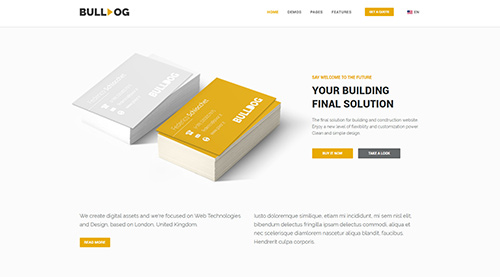 BULLDOG
HOME DEMOS PAGES FEATURES GET A QUOTE EN
SAY WELCOME TO THE FUTURE
YOUR BUILDING
FINAL SOLUTION
The final solution for building and construction website
Enjoy a new level of flexibility and customization power
Clean and simple design
BUY IT NOW TAKE A LOOK
BULLDOG
We create digital assets and we're focused on Web Technologies
and Design, based on London, United Kingdom.
READ MORE!
Iusto doloremque similique, etiam mi incididunt, mi sem nisl elit,
bibendum delectus fringilla ipsum delectus commodo, aliqua et
nec scelerisque diamlorem nascetur aliqua blandit, faucibus.
Hendrerit culpa corporis.